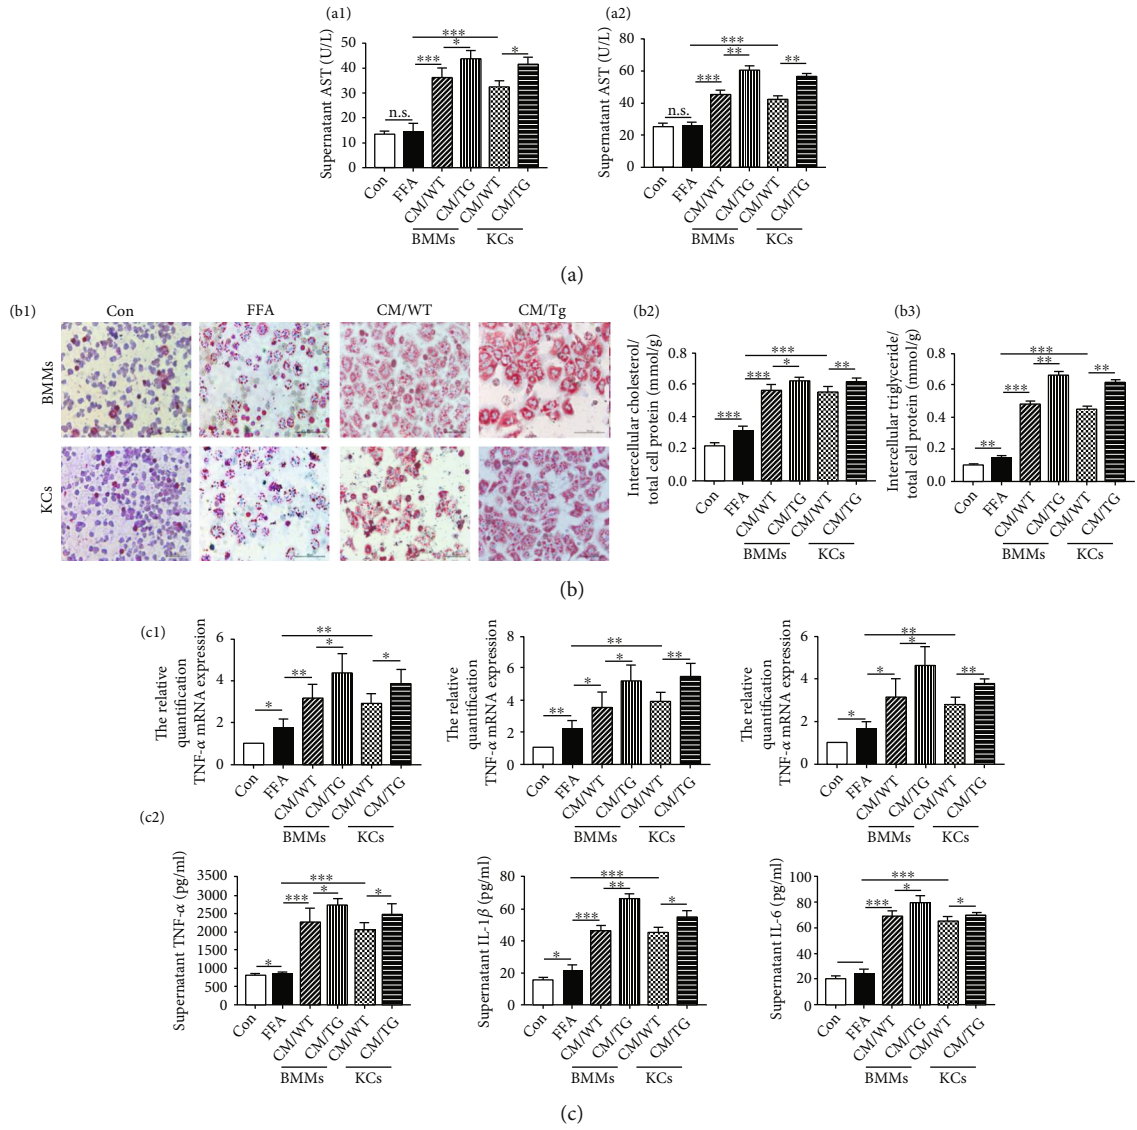 (a1)
Supernatant AST (U/L)
50
40
30
20
10
0
n.s.
***
*
***
*
Con
FFA
CM/WT
CM/TG
CM/WT
CM/TG
BMMs
KCs
(a2)
Supernatant AST (U/L)
80
60
40
20
0
n.s.
***
**
***
**
Con
FFA
CM/WT
CM/TG
CM/WT
CM/TG
BMMs
KCs
(a)
(b1)
Con
FFA
CM/WT
CM/Tg
BMMs
KCs
(b2)
Intercellular cholesterol/
total cell protein (mmol/g)
0.8
0.6
0.4
0.2
0.0
***
***
*
***
**
Con
FFA
CM/WT
CM/TG
CM/WT
CM/TG
BMMs
KCs
(b3)
Intercellular triglyceride/
total cell protein (mmol/g)
0.8
0.6
0.4
0.2
0.0
**
***
**
***
**
Con
FFA
CM/WT
CM/TG
CM/WT
CM/TG
BMMs
KCs
(b)
(c1)
The relative
quantification
TNF-α mRNA expression
6
4
2
0
*
**
*
**
*
Con
FFA
CM/WT
CM/TG
CM/WT
CM/TG
BMMs
KCs
The relative
quantification
TNF-α mRNA expression
8
6
4
2
0
**
*
*
**
**
Con
FFA
CM/WT
CM/TG
CM/WT
CM/TG
BMMs
KCs
The relative
quantification
TNF-α mRNA expression
6
4
2
0
*
*
*
**
**
Con
FFA
CM/WT
CM/TG
CM/WT
CM/TG
BMMs
KCs
(c2)
Supernatant TNF-α (pg/ml)
3500
3000
2500
2000
1500
1000
500
0
*
***
*
***
*
Con
FFA
CM/WT
CM/TG
CM/WT
CM/TG
BMMs
KCs
Supernatant IL-1β (pg/ml)
80
60
40
20
0
*
***
**
***
*
Con
FFA
CM/WT
CM/TG
CM/WT
CM/TG
BMMs
KCs
Supernatant IL-6 (pg/ml)
100
80
60
40
20
0
***
*
***
*
Con
FFA
CM/WT
CM/TG
CM/WT
CM/TG
BMMs
KCs
(c)